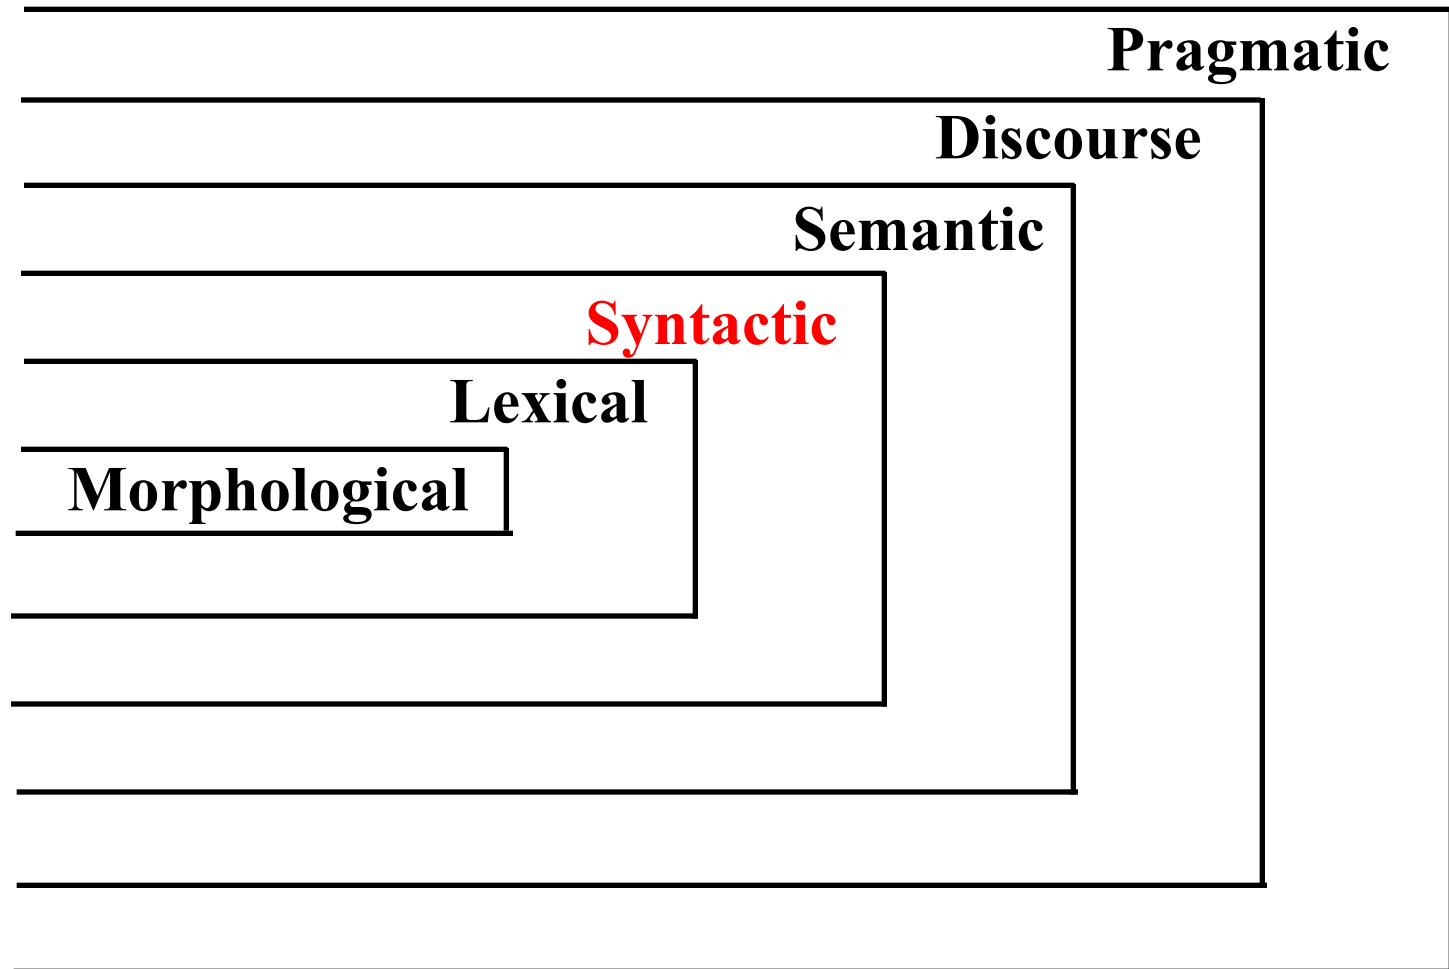 Pragmatic
Discourse
Semantic
Syntactic
Lexical
Morphological